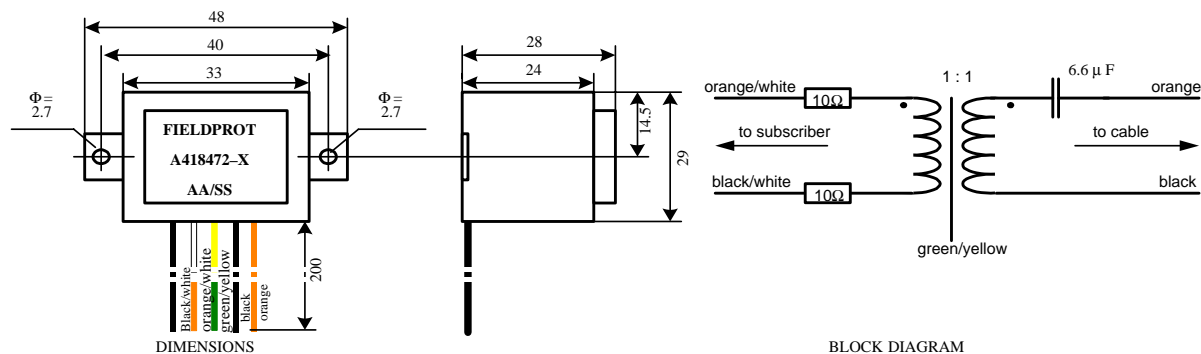 48
40
33
Φ=
2.7
Φ=
2.7
FIELDPROT
A418472–X
AA/SS
Black/white
orange/white
green/yellow
black
orange
200
DIMENSIONS
28
24
14.5
29
1 : 1
6.6 µ F
orange/white
10Ω
orange
to subscriber
to cable
black/white
10Ω
black
green/yellow
BLOCK DIAGRAM